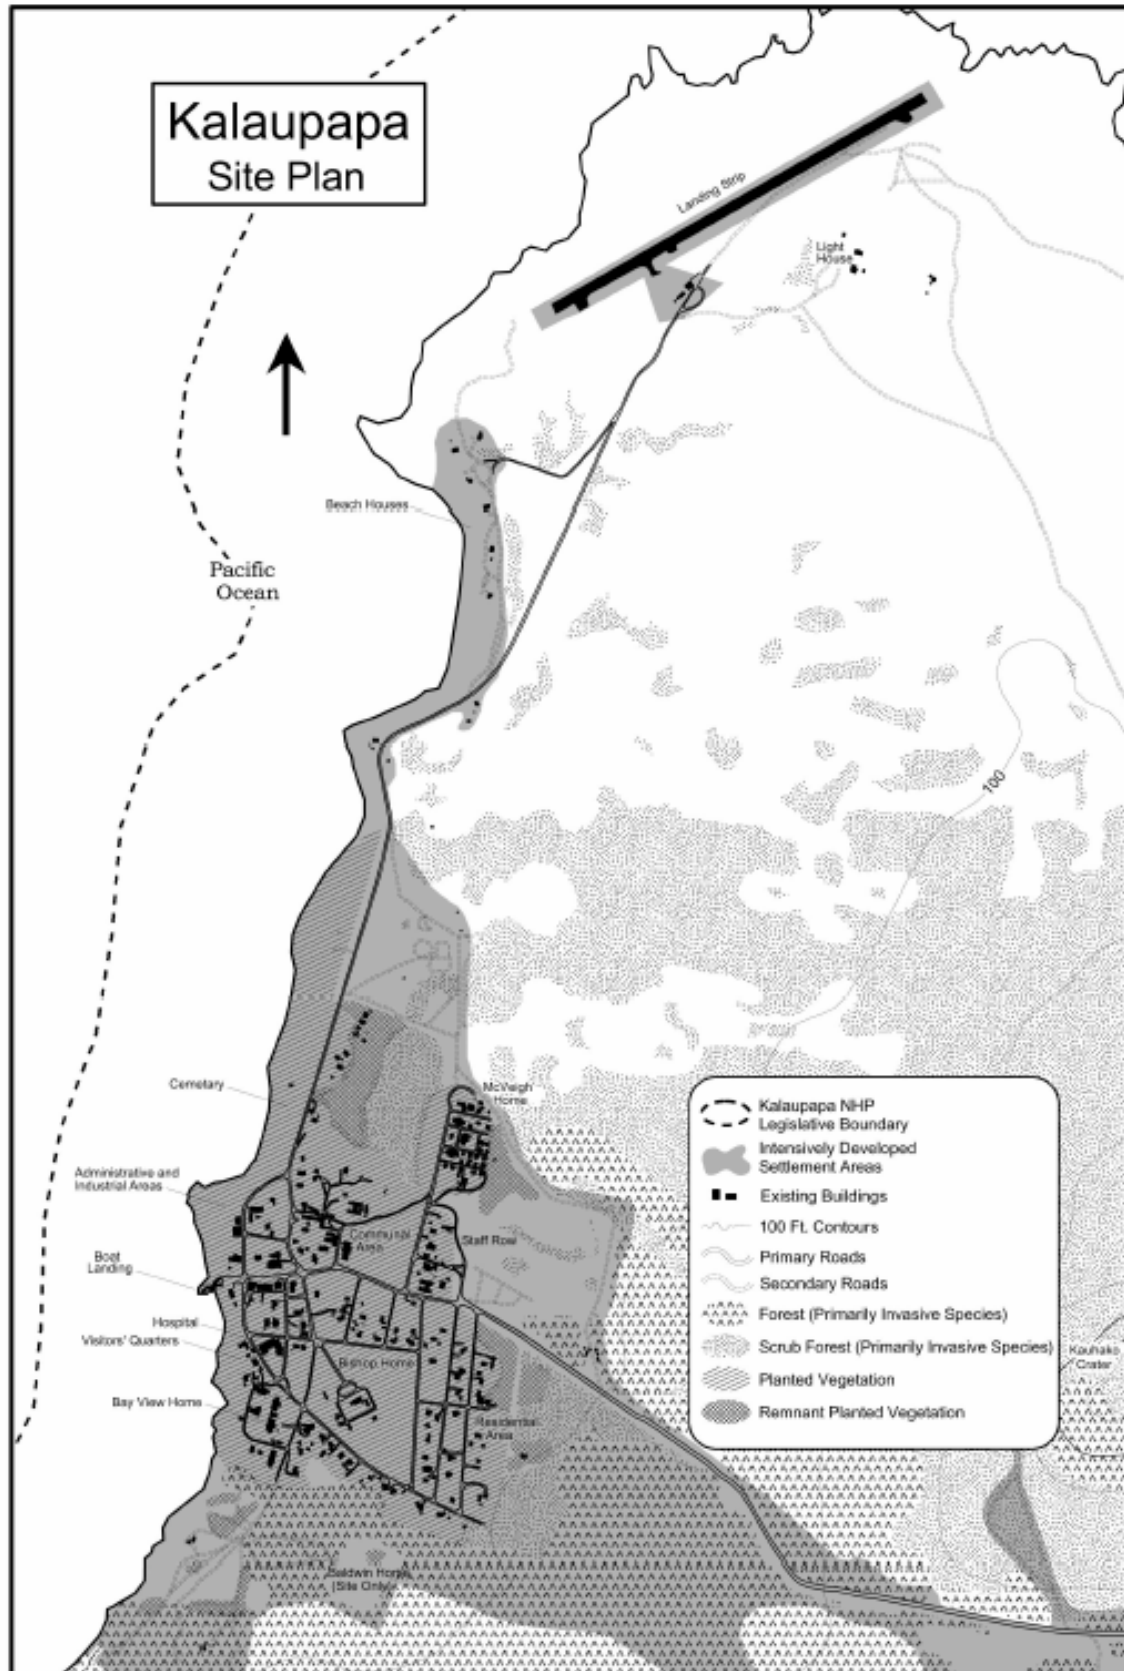 Kalaupapa
Site Plan
Landing Strip
Light
House
Beach Houses
Pacific
Ocean
100
Cemetary
McVeigh
Home
Administrative and
Industrial Areas
Communal
Area
Staff Row
Boat
Landing
Hospital
Visitors' Quarters
Bishop Home
Bay View Home
Residential
Area
Baldwin Home
(Site Only)
Kauhako
Crater
Kalaupapa NHP
Legislative Boundary
Intensively Developed
Settlement Areas
Existing Buildings
100 Ft. Contours
Primary Roads
Secondary Roads
Forest (Primarily Invasive Species)
Scrub Forest (Primarily Invasive Species)
Planted Vegetation
Remnant Planted Vegetation